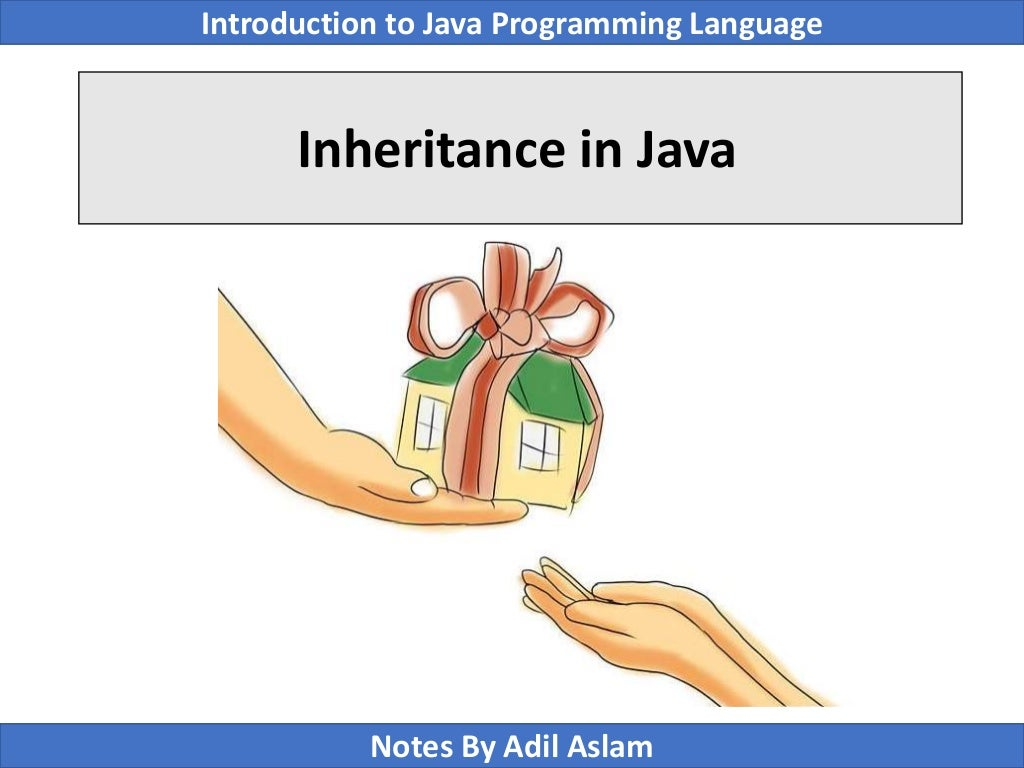 Introduction to Java Programming Language
Inheritance in Java
Notes By Adil Aslam